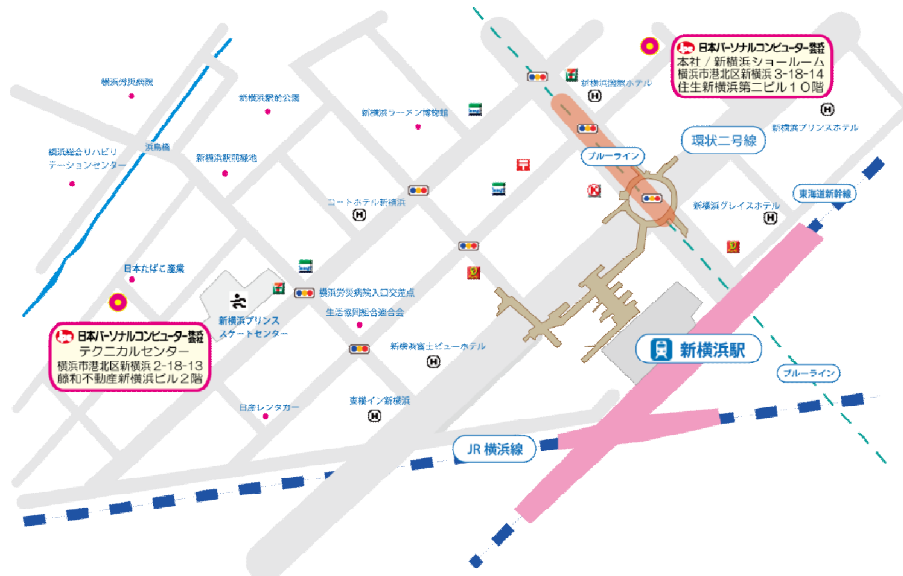 日本パーソナルコンピューター株式会社
本社/新横浜ショールーム
横浜市港北区新横浜3-18-14
住生新横浜第二ビル10階
新横浜国際ホテル
新横浜プリンスホテル
横浜労災病院
新横浜駅前公園
新横浜ラーメン博物館
環状二号線
浜鳥橋
横浜総合リハビリ
テーションセンター
新横浜駅前緑地
ブルーライン
東海道新幹線
コートホテル新横浜
新横浜グレイスホテル
日本たばこ産業
横浜労災病院入口交差点
新横浜プリンス
スケートセンター
生活協同組合連合会
日本パーソナルコンピューター株式会社
テクニカルセンター
横浜市港北区新横浜2-18-13
藤和不動産新横浜ビル2階
新横浜富士ビューホテル
新横浜駅
ブルーライン
日産レンタカー
東横イン新横浜
JR横浜線